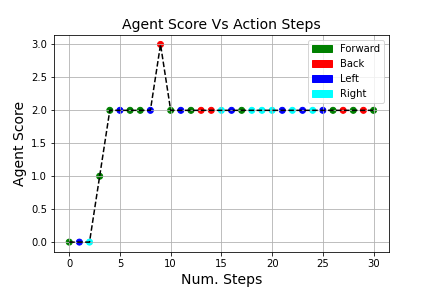 Agent Score Vs Action Steps
3.0
2.5
2.0
1.5
1.0
0.5
0.0
Agent Score
Forward
Back
Left
Right
0 5 10 15 20 25 30
Num. Steps